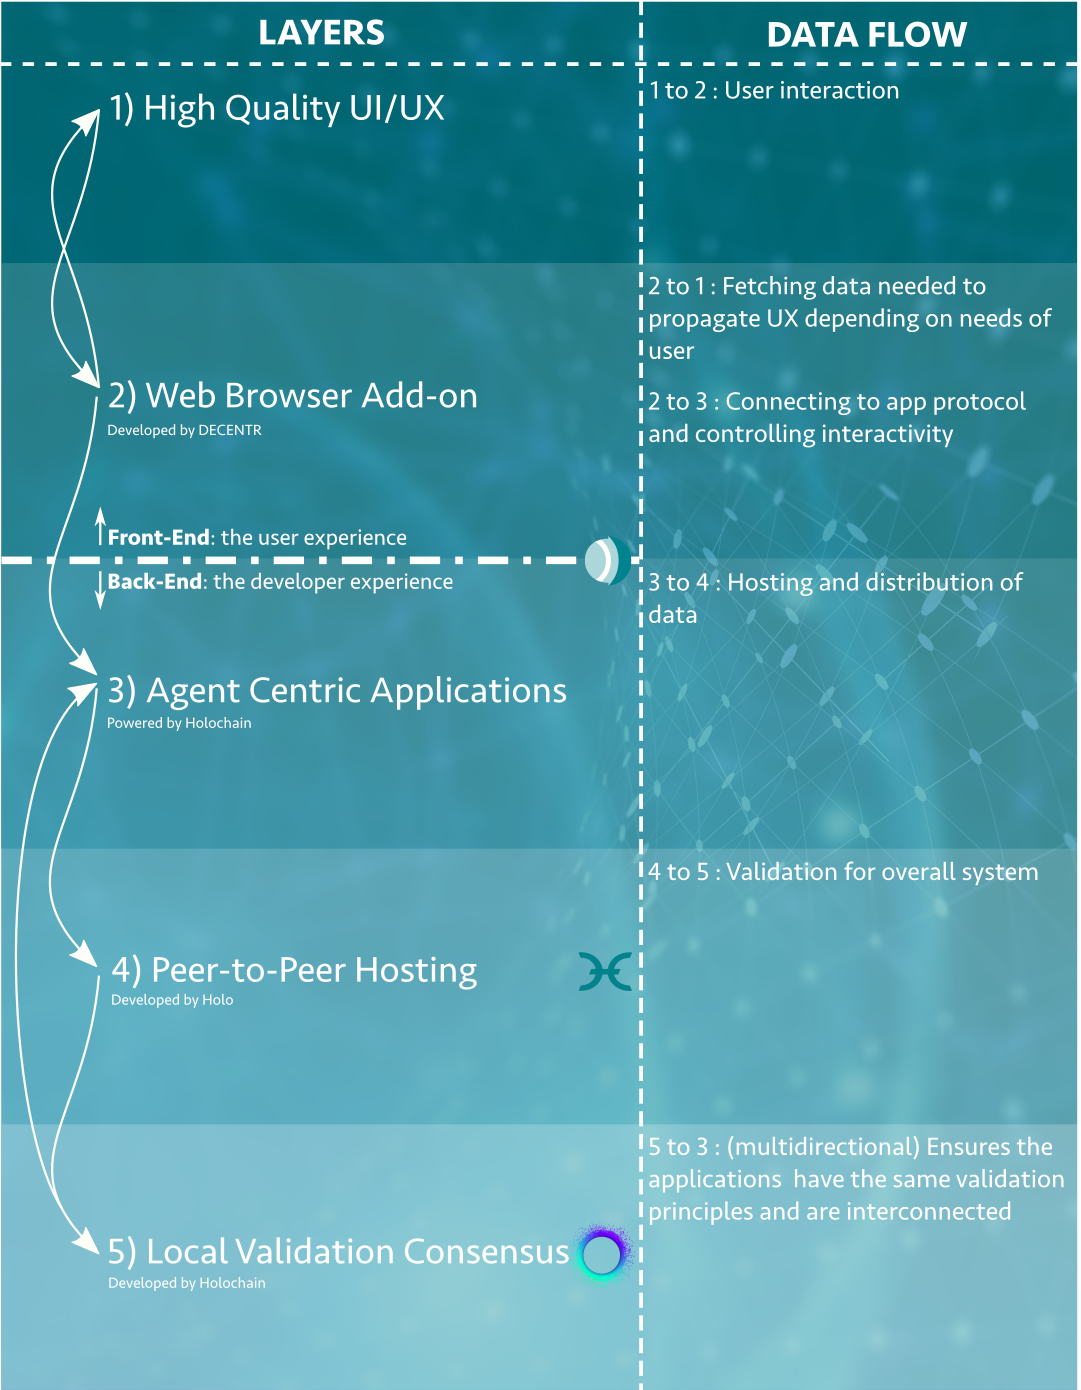 LAYERS
DATA FLOW
1) High Quality UI/UX
1 to 2 : User interaction
2 to 1 : Fetching data needed to
propagate UX depending on needs of
user
2) Web Browser Add-on
Developed by DECENTR
2 to 3 : Connecting to app protocol
and controlling interactivity
Front-End: the user experience
Back-End: the developer experience
3 to 4 : Hosting and distribution of
data
3) Agent Centric Applications
Powered by Holochain
4 to 5 : Validation for overall system
4) Peer-to-Peer Hosting
Developed by Holo
5 to 3 : (multidirectional) Ensures the
applications have the same validation
principles and are interconnected
5) Local Validation Consensus
Developed by Holochain